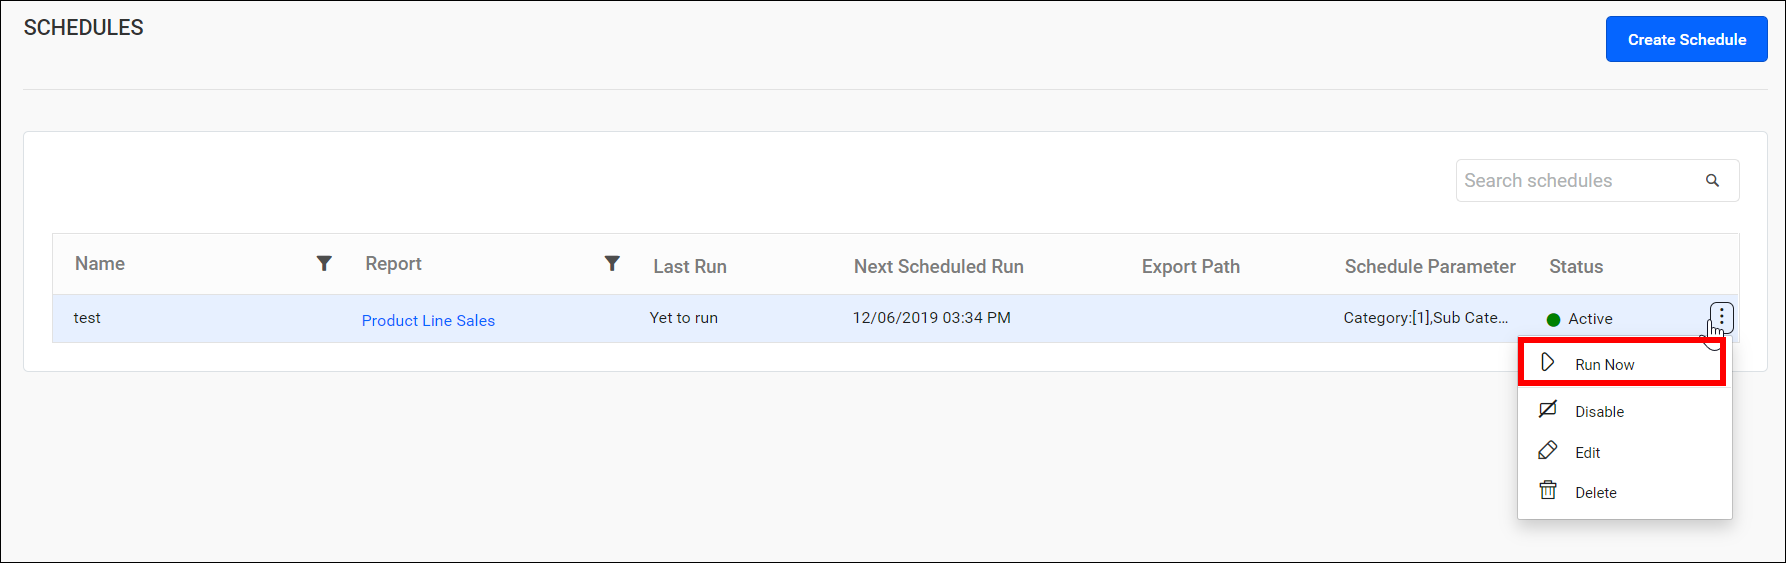 SCHEDULES
Create Schedule
Search schedules
Name Report Last Run Next Scheduled Run Export Path Schedule Parameter Status
test Product Line Sales Yet to run 12/06/2019 03:34 PM Category:[1],Sub Cate... Active
Run Now
Disable
Edit
Delete